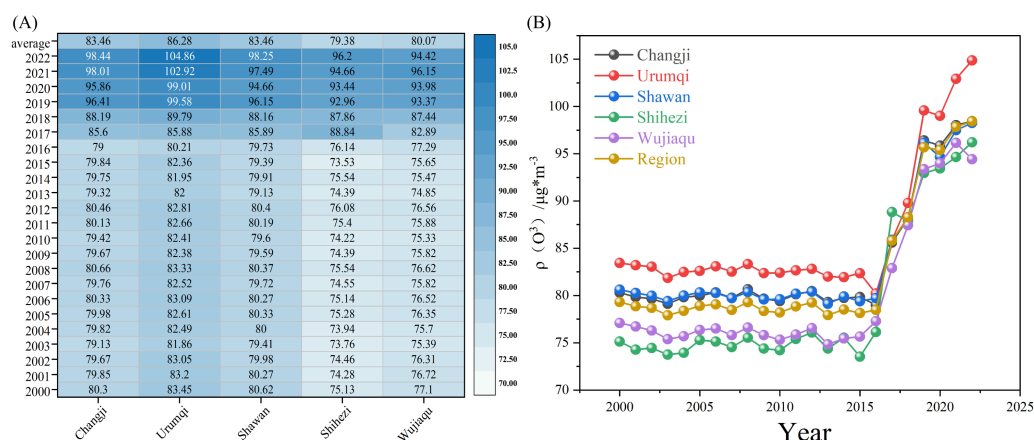 (A)
average 83.46 86.28 83.46 79.38 80.07
2022 98.44 104.86 98.25 96.2 94.42
2021 98.01 102.92 97.49 94.66 96.15
2020 95.86 99.01 94.66 93.44 93.98
2019 96.41 99.58 96.15 92.96 93.37
2018 88.19 89.79 88.16 87.86 87.44
2017 85.6 85.88 85.89 88.84 82.89
2016 79 80.21 79.73 76.14 77.29
2015 79.84 82.36 79.39 73.53 75.65
2014 79.75 81.95 79.91 75.54 75.47
2013 79.32 82 79.13 74.39 74.85
2012 80.46 82.81 80.4 76.08 76.56
2011 80.13 82.66 80.19 75.4 75.88
2010 79.42 82.41 79.6 74.22 75.33
2009 79.67 82.38 79.59 74.39 75.82
2008 80.66 83.33 80.37 75.54 76.62
2007 79.76 82.52 79.72 74.55 75.82
2006 80.33 83.09 80.27 75.14 76.52
2005 79.98 82.61 80.33 75.28 76.35
2004 79.82 82.49 80 73.94 75.7
2003 79.13 81.86 79.41 73.76 75.39
2002 79.67 83.05 79.98 74.46 76.31
2001 79.85 83.2 80.27 74.28 76.72
2000 80.3 83.45 80.62 75.13 77.1
Changji Urumqi Shawan Shihezi Wujiaqu
105.0
102.5
100.0
97.50
95.00
92.50
90.00
87.50
85.00
82.50
80.00
77.50
75.00
72.50
70.00
(B)
ρ (O³) /μg*m-³
105
100
95
90
85
80
75
70
Changji
Urumqi
Shawan
Shihezi
Wujiaqu
Region
2000 2005 2010 2015 2020 2025
Year